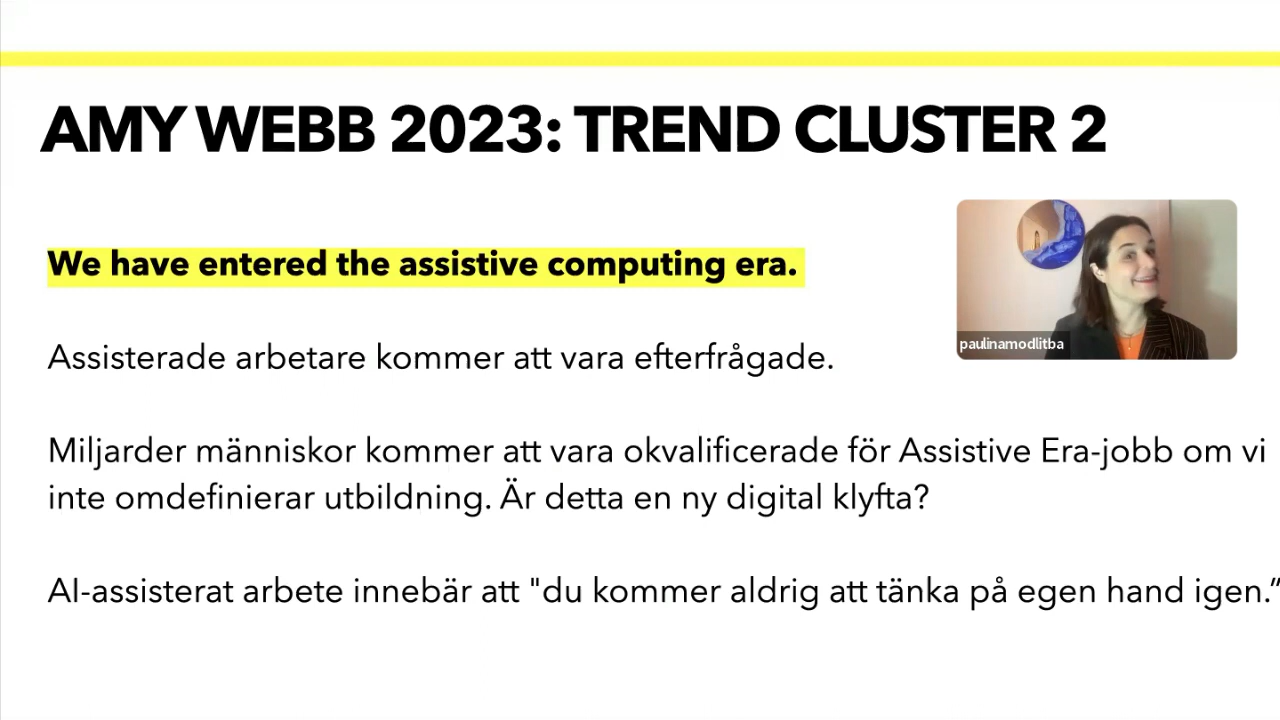 AMY WEBB 2023: TREND CLUSTER 2
We have entered the assistive computing era.
paulinamodlitba
Assisterade arbetare kommer att vara efterfrågade.
Miljarder människor kommer att vara okvalificerade för Assistive Era-jobb om vi
inte omdefinierar utbildning. Är detta en ny digital klyfta?
AI-assisterat arbete innebär att "du kommer aldrig att tänka på egen hand igen.”